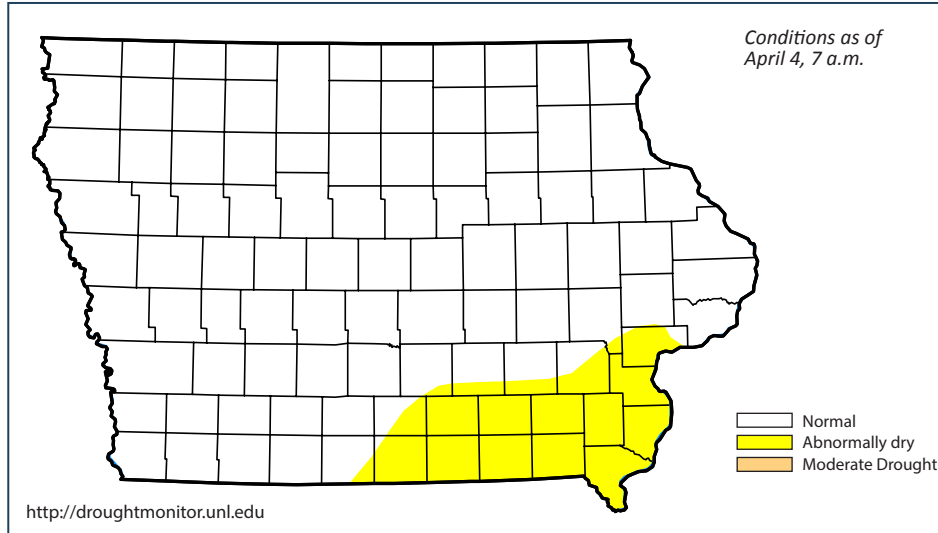 Conditions as of
April 4, 7 a.m.
Normal
Abnormally dry
Moderate Drought
http://droughtmonitor.unl.edu